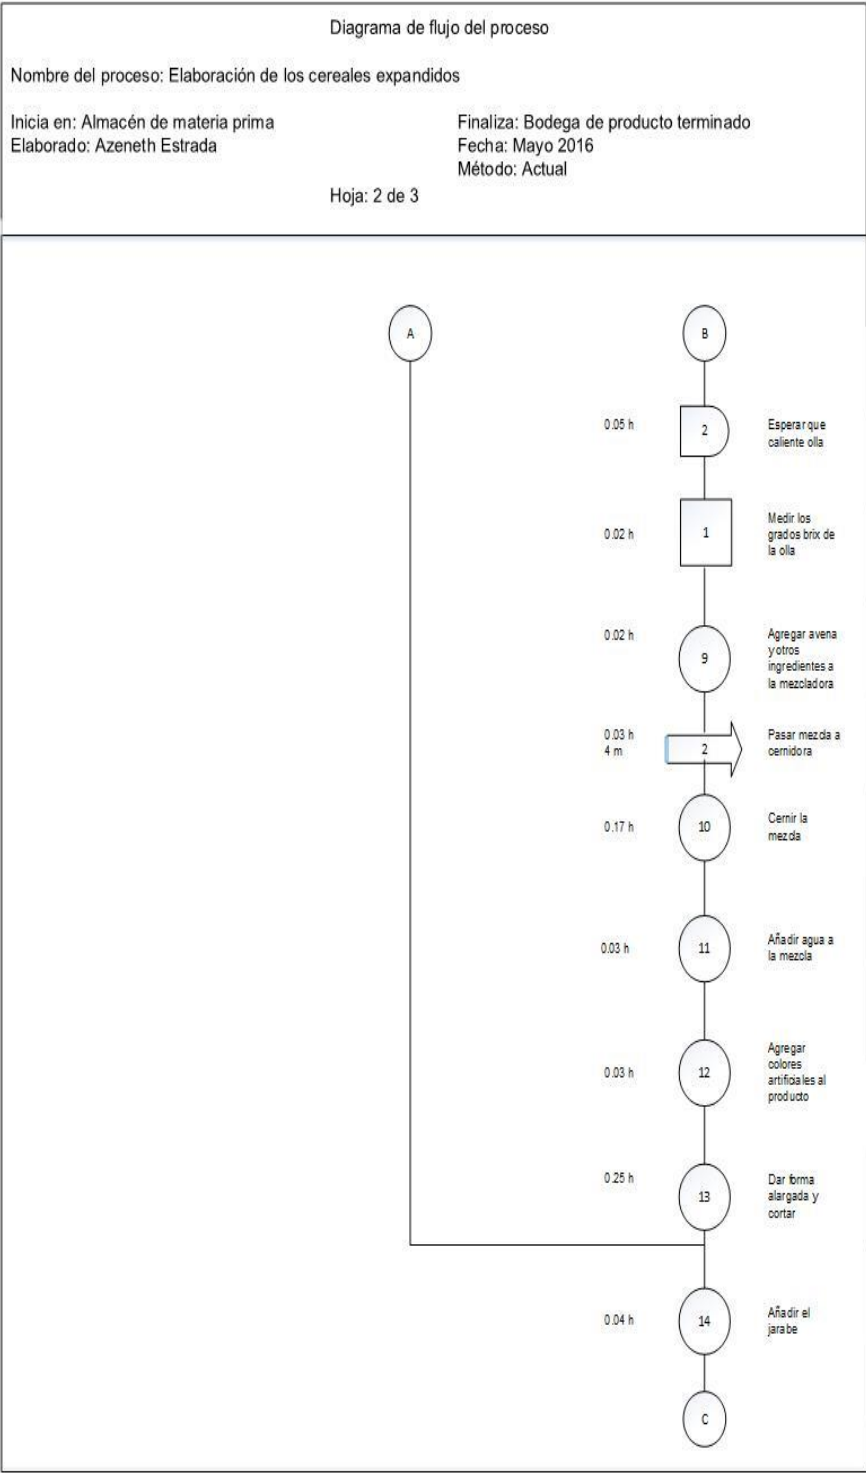 Diagrama de flujo del proceso
Nombre del proceso: Elaboración de los cereales expandidos
Inicia en: Almacén de materia prima
Finaliza: Bodega de producto terminado
Elaborado: Azeneth Estrada
Fecha: Mayo 2016
Método: Actual
Hoja: 2 de 3
A
B
0.05 h
2
Esperar que
caliente olla
0.02 h
1
Medir los
grados brix de
la olla
0.02 h
9
Agregar avena
y otros
ingredientes a
la mezcladora
0.03 h
4 m
2
Pasar mezcla a
cernidora
0.17 h
10
Cernir la
mezcla
0.03 h
11
Añadir agua a
la mezcla
0.03 h
12
Agregar
colores
artificiales al
producto
0.25 h
13
Dar forma
alargada y
cortar
0.04 h
14
Añadir el
jarabe
C